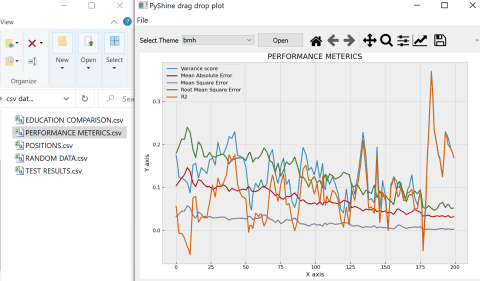 View
PyShine drag drop plot
File
Select Theme
bmh
Open
New
Open
Select
Organize
csv dat...
Sea
EDUCATION COMPARISON.csv
PERFORMANCE METERICS.csv
POSITIONS.csv
RANDOM DATA.csv
TEST RESULTS.csv
PERFORMANCE METERICS
Variance score
Mean Absolute Error
Mean Square Error
Root Mean Square Error
R2
Y axis
0.3
0.2
0.1
0.0
0
25
50
75
100
125
150
175
200
X axis